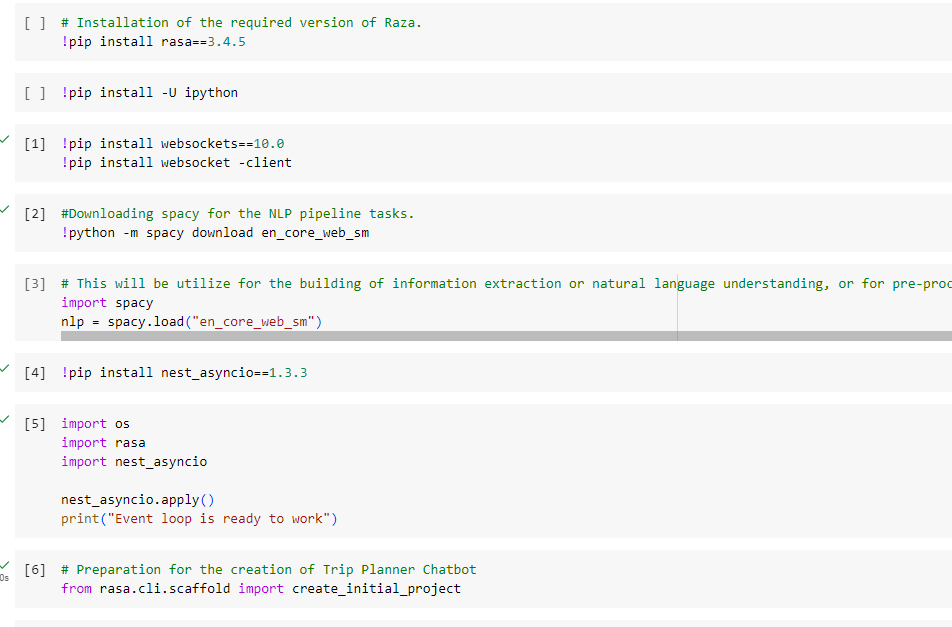 [ ] # Installation of the required version of Raza.
!pip install rasa==3.4.5
[ ] !pip install -U ipython
[1] !pip install websockets==10.0
!pip install websocket -client
[2] #Downloading spacy for the NLP pipeline tasks.
!python -m spacy download en_core_web_sm
[3] # This will be utilize for the building of information extraction or natural language understanding, or for pre-proc
import spacy
nlp = spacy.load("en_core_web_sm")
[4] !pip install nest_asyncio==1.3.3
[5] import os
import rasa
import nest_asyncio
nest_asyncio.apply()
print("Event loop is ready to work")
[6] # Preparation for the creation of Trip Planner Chatbot
0s from rasa.cli.scaffold import create_initial_project